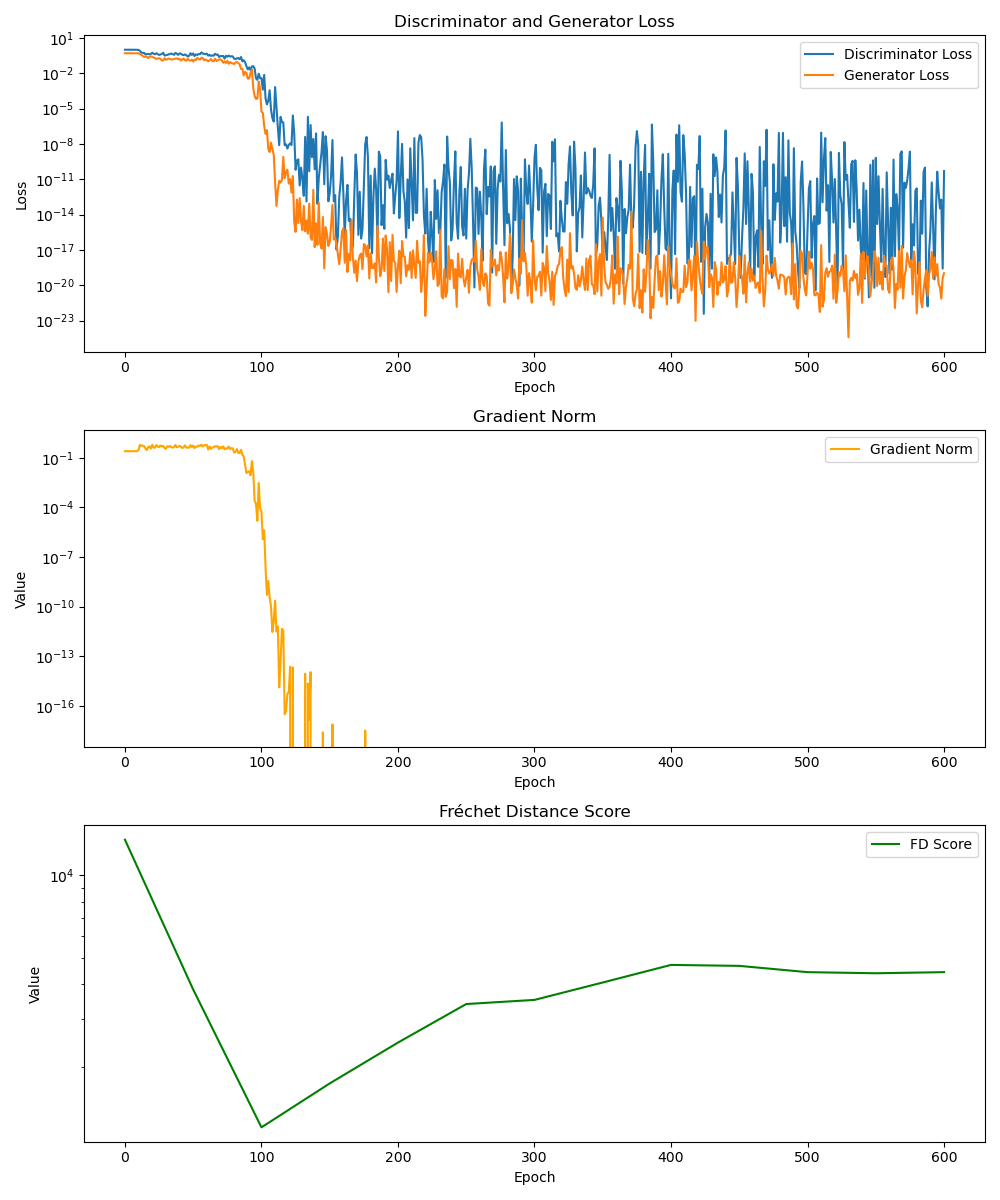 Discriminator and Generator Loss
Discriminator Loss
Generator Loss
10^1
10^-2
10^-5
10^-8
10^-11
10^-14
10^-17
10^-20
10^-23
Loss
0 100 200 300 400 500 600
Epoch
Gradient Norm
Gradient Norm
10^-1
10^-4
10^-7
10^-10
10^-13
10^-16
Value
0 100 200 300 400 500 600
Epoch
Fréchet Distance Score
FD Score
10^4
Value
0 100 200 300 400 500 600
Epoch